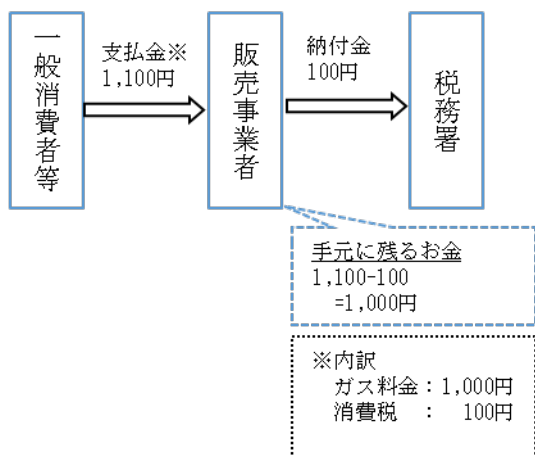 一般消費者等
支払金※
1,100円
販売事業者
納付金
100円
税務署
手元に残るお金
1,100-100
=1,000円
※内訳
ガス料金：1,000円
消費税 ： 100円